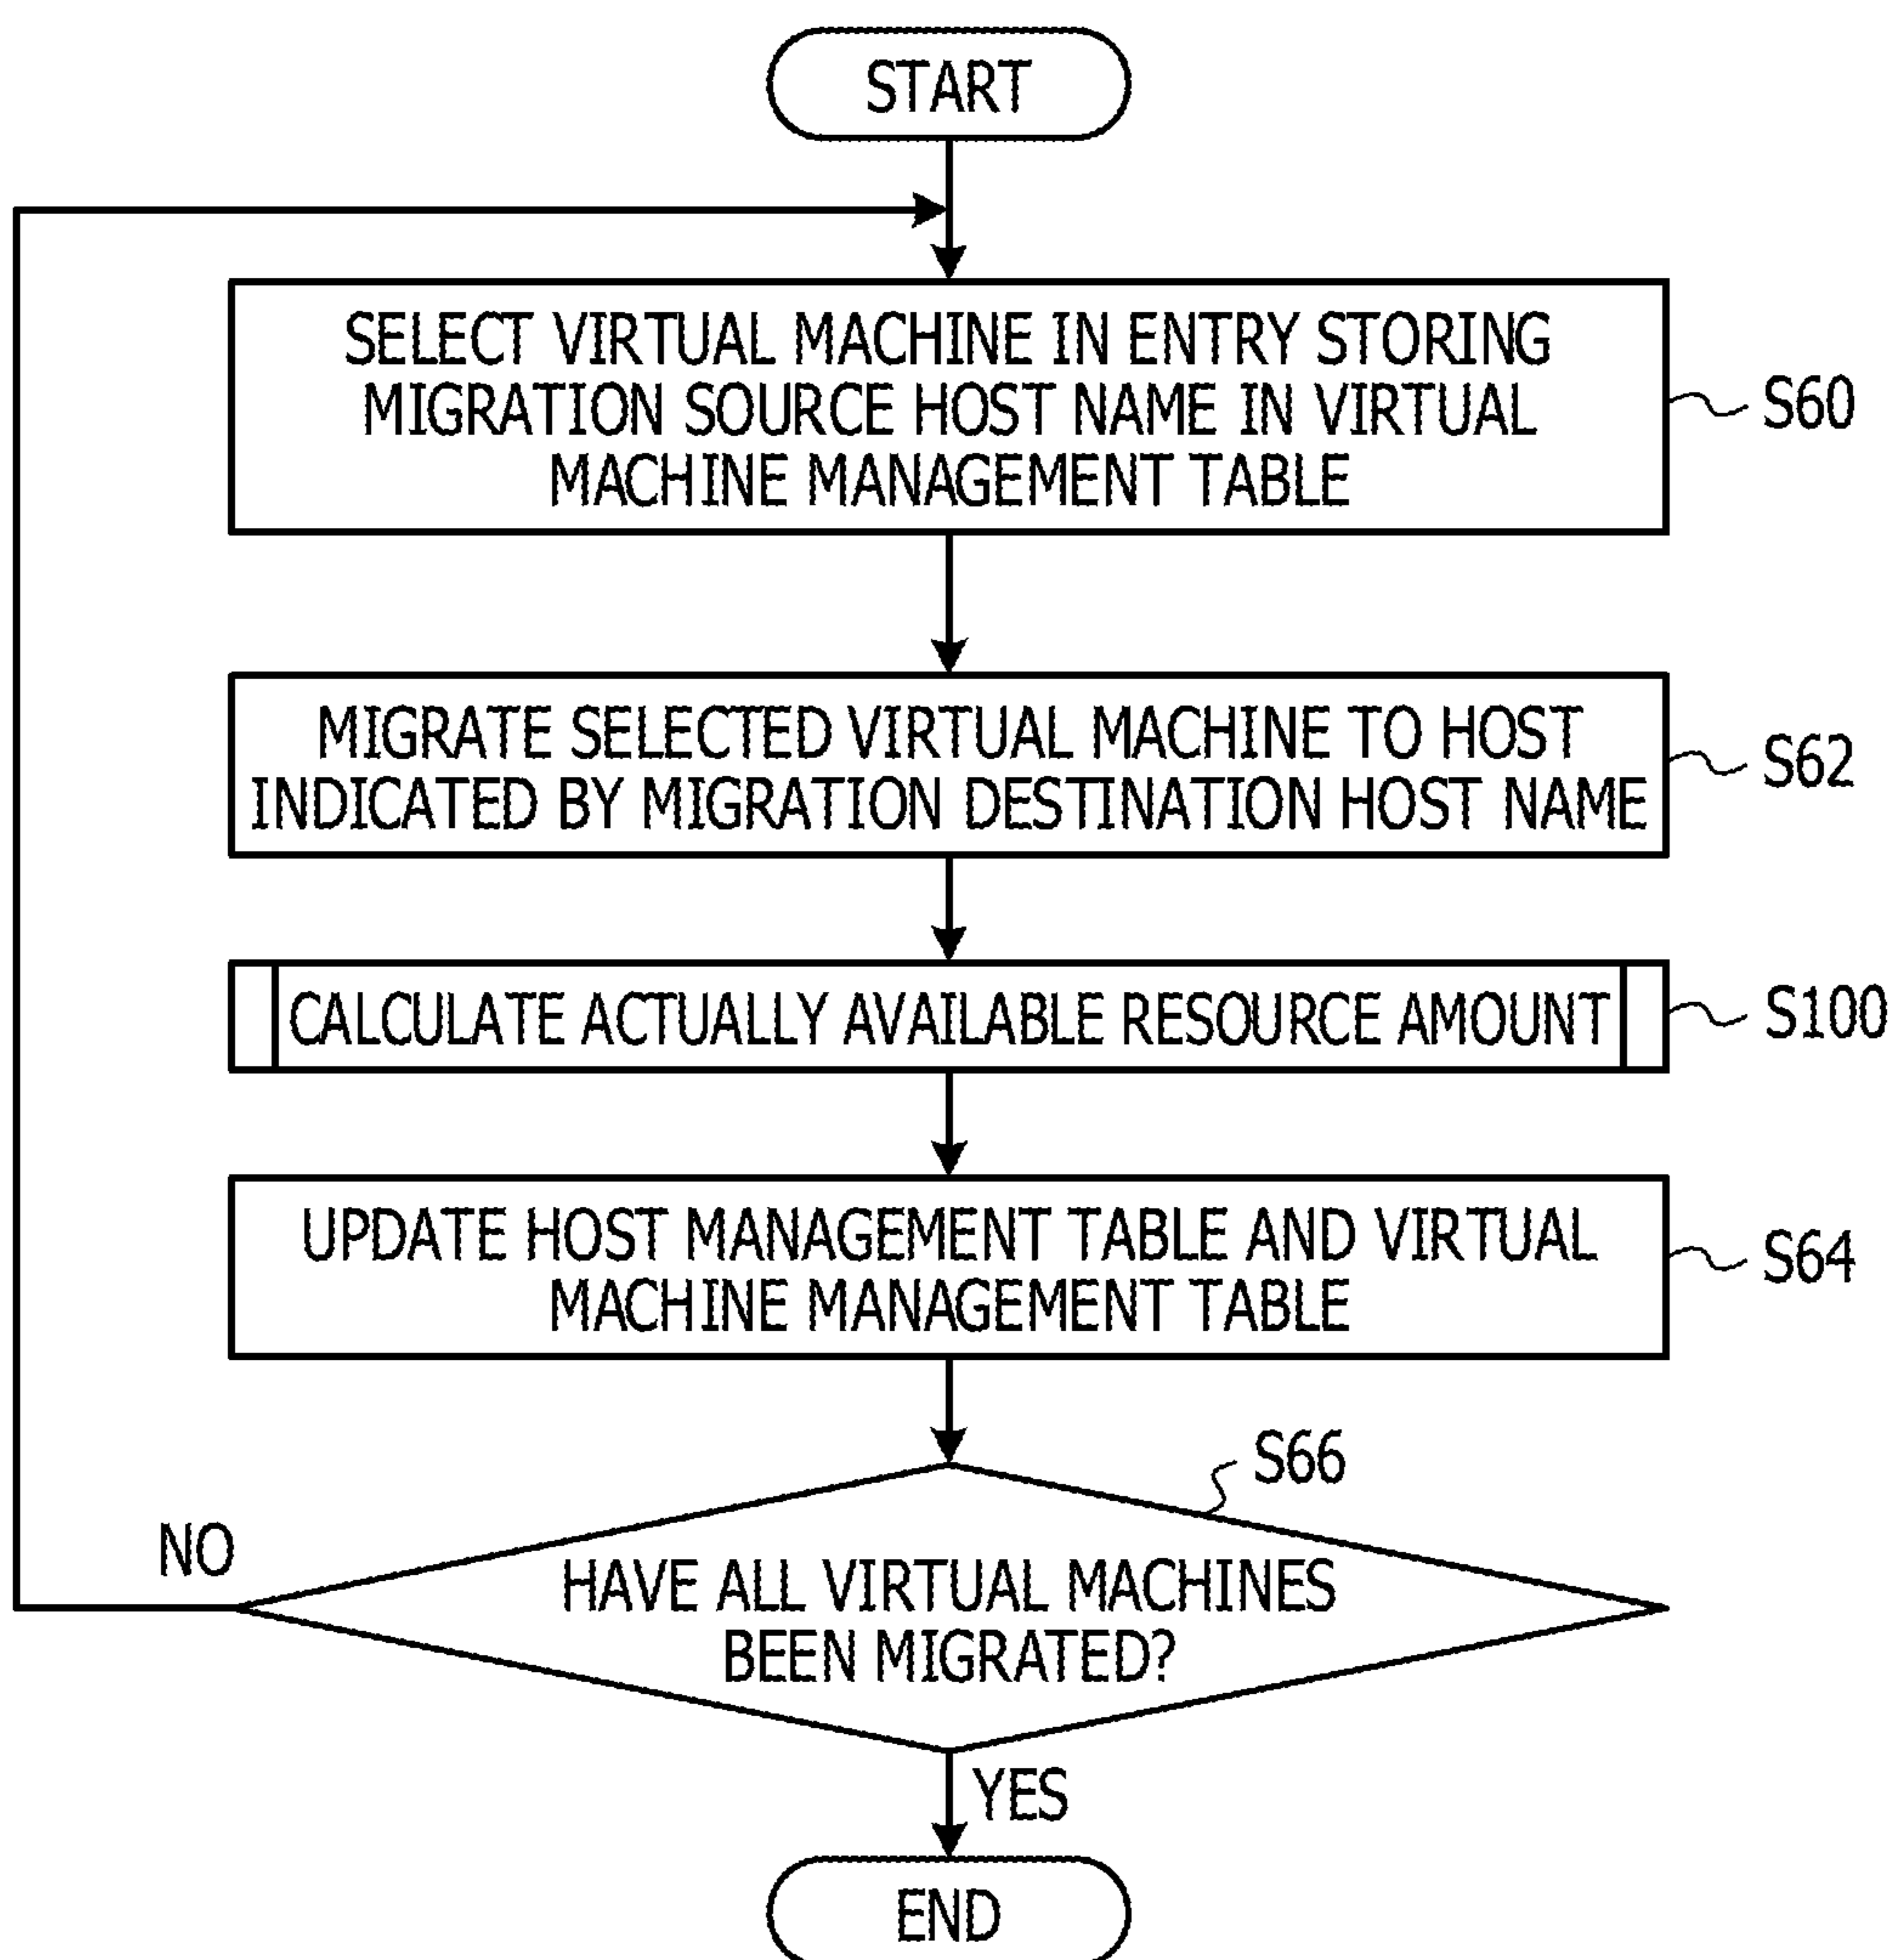 START
SELECT VIRTUAL MACHINE IN ENTRY STORING
MIGRATION SOURCE HOST NAME IN VIRTUAL
MACHINE MANAGEMENT TABLE
S60
MIGRATE SELECTED VIRTUAL MACHINE TO HOST
INDICATED BY MIGRATION DESTINATION HOST NAME
S62
CALCULATE ACTUALLY AVAILABLE RESOURCE AMOUNT
S100
UPDATE HOST MANAGEMENT TABLE AND VIRTUAL
MACHINE MANAGEMENT TABLE
S64
S66
NO
HAVE ALL VIRTUAL MACHINES
BEEN MIGRATED?
YES
END